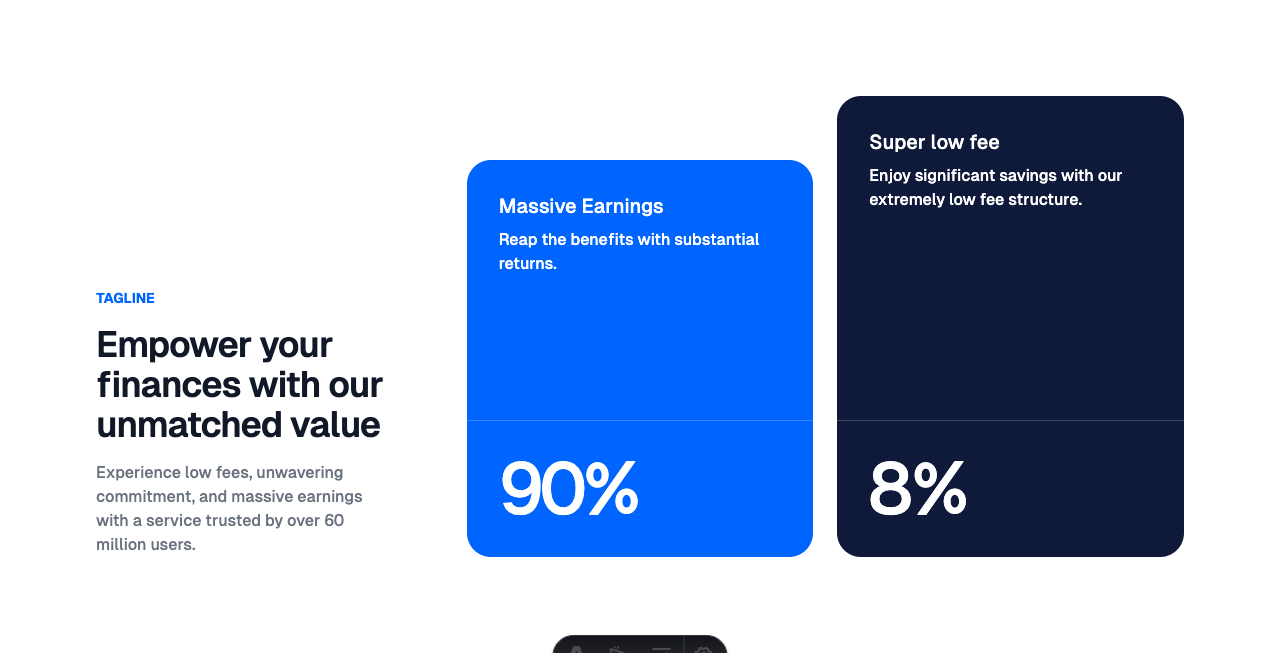 TAGLINE
Empower your
finances with our
unmatched value
Experience low fees, unwavering
commitment, and massive earnings
with a service trusted by over 60
million users.
Massive Earnings
Reap the benefits with substantial
returns.
90%
Super low fee
Enjoy significant savings with our
extremely low fee structure.
8%